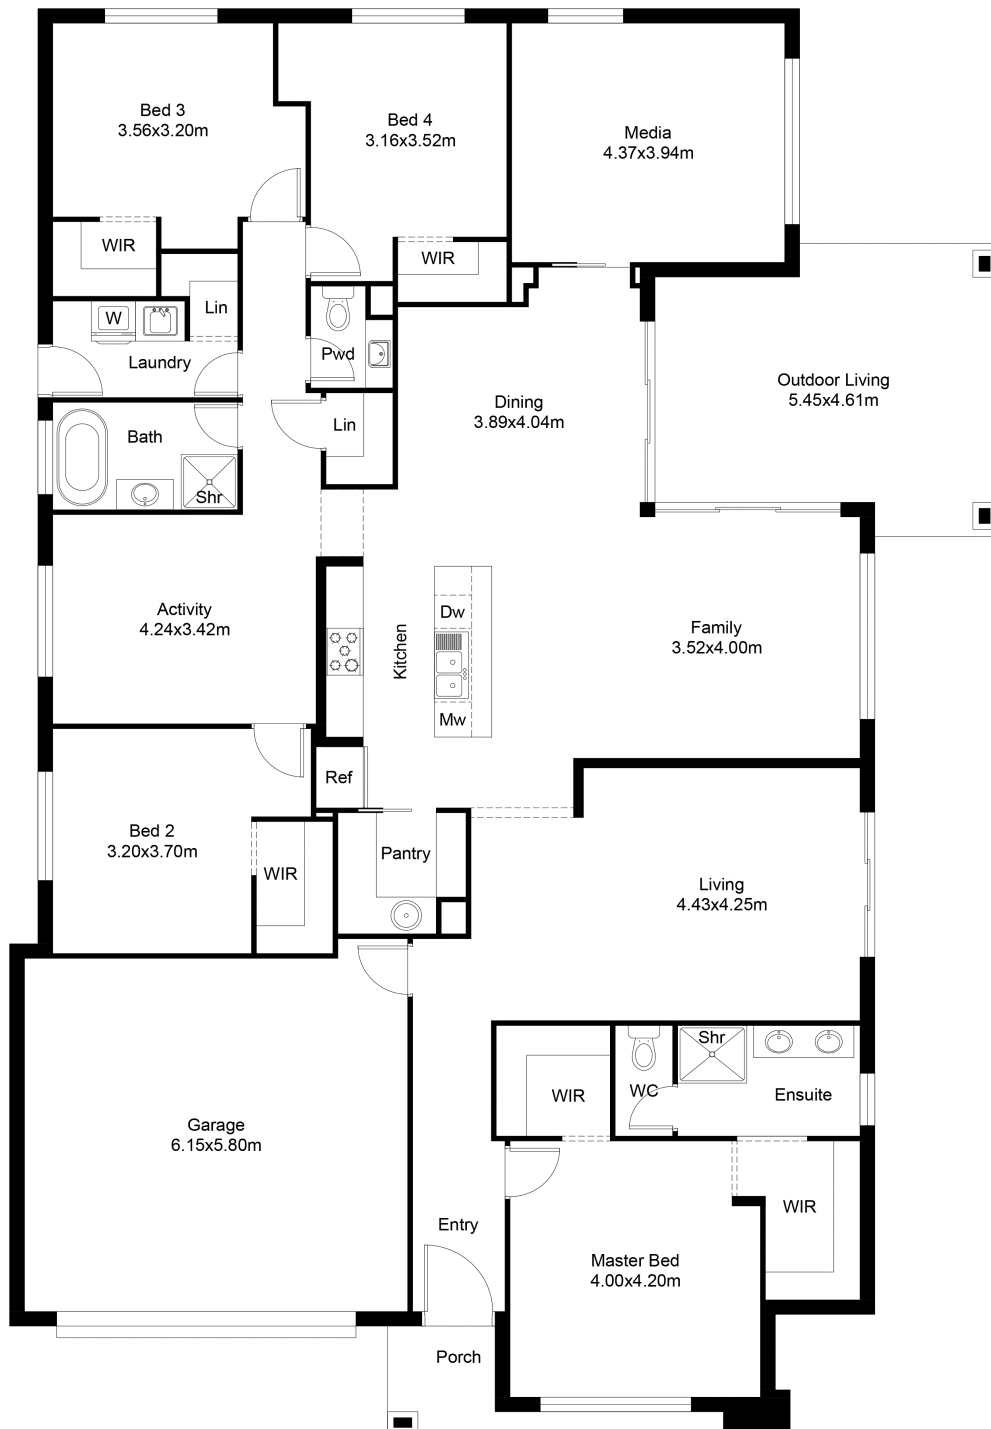 Bed 3
3.56x3.20m
Bed 4
3.16x3.52m
Media
4.37x3.94m
WIR
WIR
Lin
W
Laundry
Pwd
Outdoor Living
5.45x4.61m
Dining
3.89x4.04m
Lin
Bath
Shr
Activity
4.24x3.42m
Dw
Kitchen
Family
3.52x4.00m
Mw
Ref
Bed 2
3.20x3.70m
WIR
Pantry
Living
4.43x4.25m
Shr
WC
WIR
Ensuite
Garage
6.15x5.80m
WIR
Entry
Master Bed
4.00x4.20m
Porch